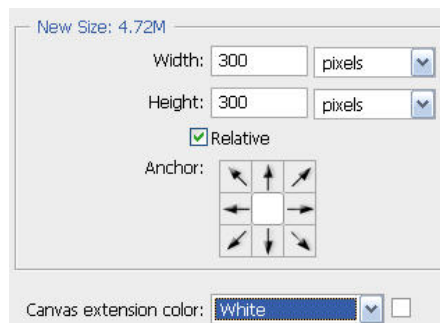 New Size: 4.72M
Width: 300 pixels
Height: 300 pixels
Relative
Anchor:
Canvas extension color: White